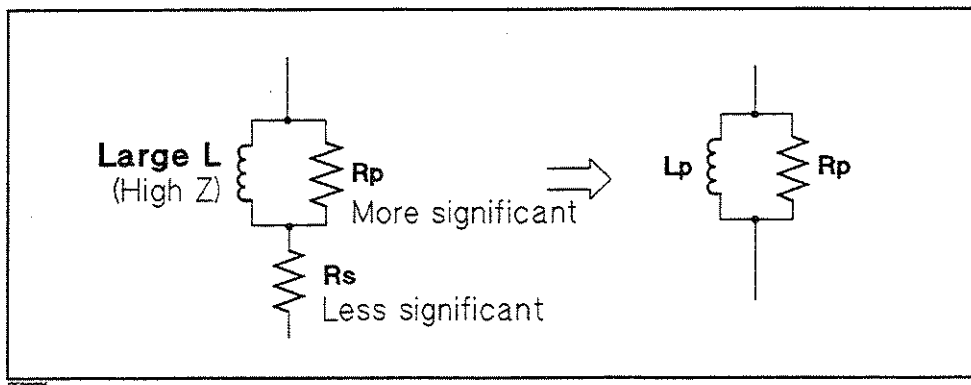 Large L
(High Z)
Rp
More significant
Rs
Less significant
Lp
Rp